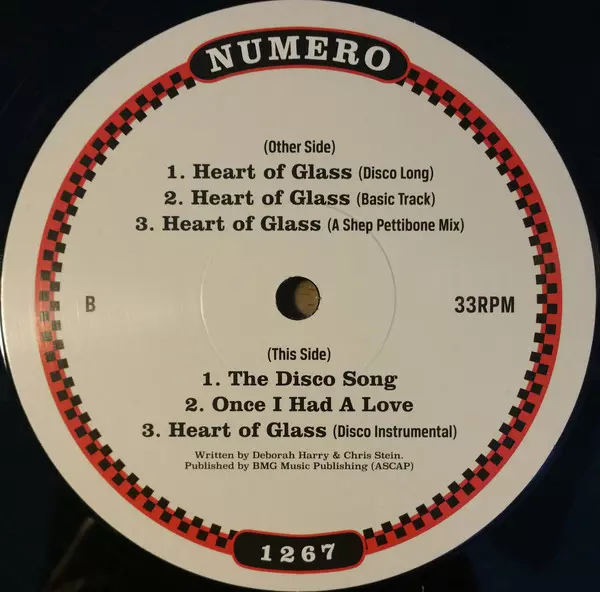 NUMERO
(Other Side)
1. Heart of Glass (Disco Long)
2. Heart of Glass (Basic Track)
3. Heart of Glass (A Shep Pettibone Mix)
B
33RPM
(This Side)
1. The Disco Song
2. Once I Had A Love
3. Heart of Glass (Disco Instrumental)
Written by Deborah Harry & Chris Stein.
Published by BMG Music Publishing (ASCAP)
1267